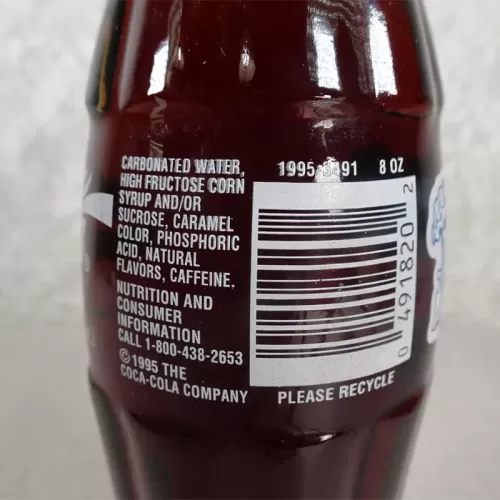 CARBONATED WATER,
HIGH FRUCTOSE CORN
SYRUP AND/OR
SUCROSE, CARAMEL
COLOR, PHOSPHORIC
ACID, NATURAL
FLAVORS, CAFFEINE.
NUTRITION AND
CONSUMER
INFORMATION
CALL 1-800-438-2653
©1995 THE
COCA-COLA COMPANY
1995-3491 8 OZ
0 491820 2
PLEASE RECYCLE